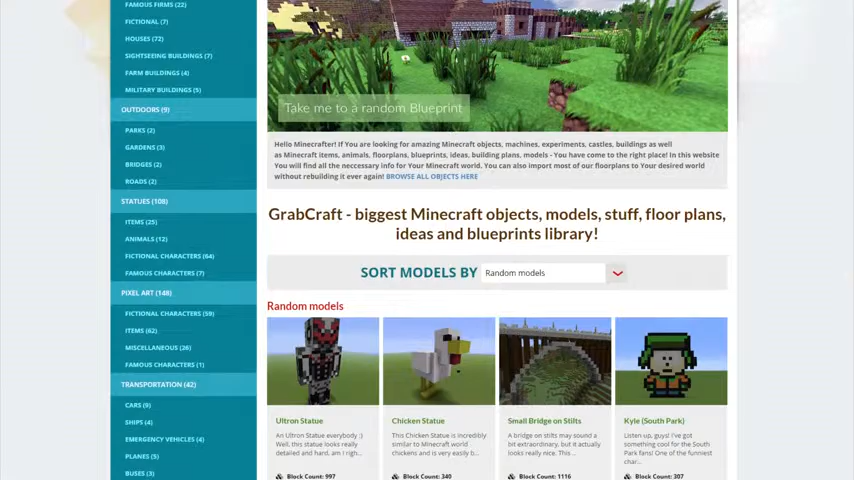 FAMOUS FIRMS (22)
FICTIONAL (7)
HOUSES (72)
SIGHTSEEING BUILDINGS (7)
FARM BUILDINGS (4)
MILITARY BUILDINGS (5)
OUTDOORS (9)
PARKS (2)
GARDENS (3)
BRIDGES (2)
ROADS (2)
STATUES (108)
ITEMS (25)
ANIMALS (12)
FICTIONAL CHARACTERS (64)
FAMOUS CHARACTERS (7)
PIXEL ART (148)
FICTIONAL CHARACTERS (59)
ITEMS (62)
MISCELLANEOUS (26)
FAMOUS CHARACTERS (1)
TRANSPORTATION (42)
CARS (9)
SHIPS (4)
EMERGENCY VEHICLES (4)
PLANES (5)
BUSES (3)
Take me to a random Blueprint
Hello Minecrafter! If You are looking for amazing Minecraft objects, machines, experiments, castles, buildings as well
as Minecraft items, animals, floorplans, blueprints, ideas, building plans, models - You have come to the right place! In this website
You will find all the neccessary info for Your Minecraft world. You can also import most of our floorplans to Your desired world
without rebuilding it ever again! BROWSE ALL OBJECTS HERE
GrabCraft - biggest Minecraft objects, models, stuff, floor plans,
ideas and blueprints library!
SORT MODELS BY Random models
Random models
Ultron Statue
An Ultron Statue everybody :)
Well, this statue looks really
detailed and hard, am I righ...
Block Count: 997
Chicken Statue
This Chicken Statue is incredibly
similar to Minecraft world
chickens and is very easily b...
Block Count: 340
Small Bridge on Stilts
A bridge on stilts may sound a
bit extraordinary, but it actually
looks really nice. This...
Block Count: 1116
Kyle (South Park)
Listen up, guys! I've got
something cool for the South
Park fans! One of the funniest
char...
Block Count: 307